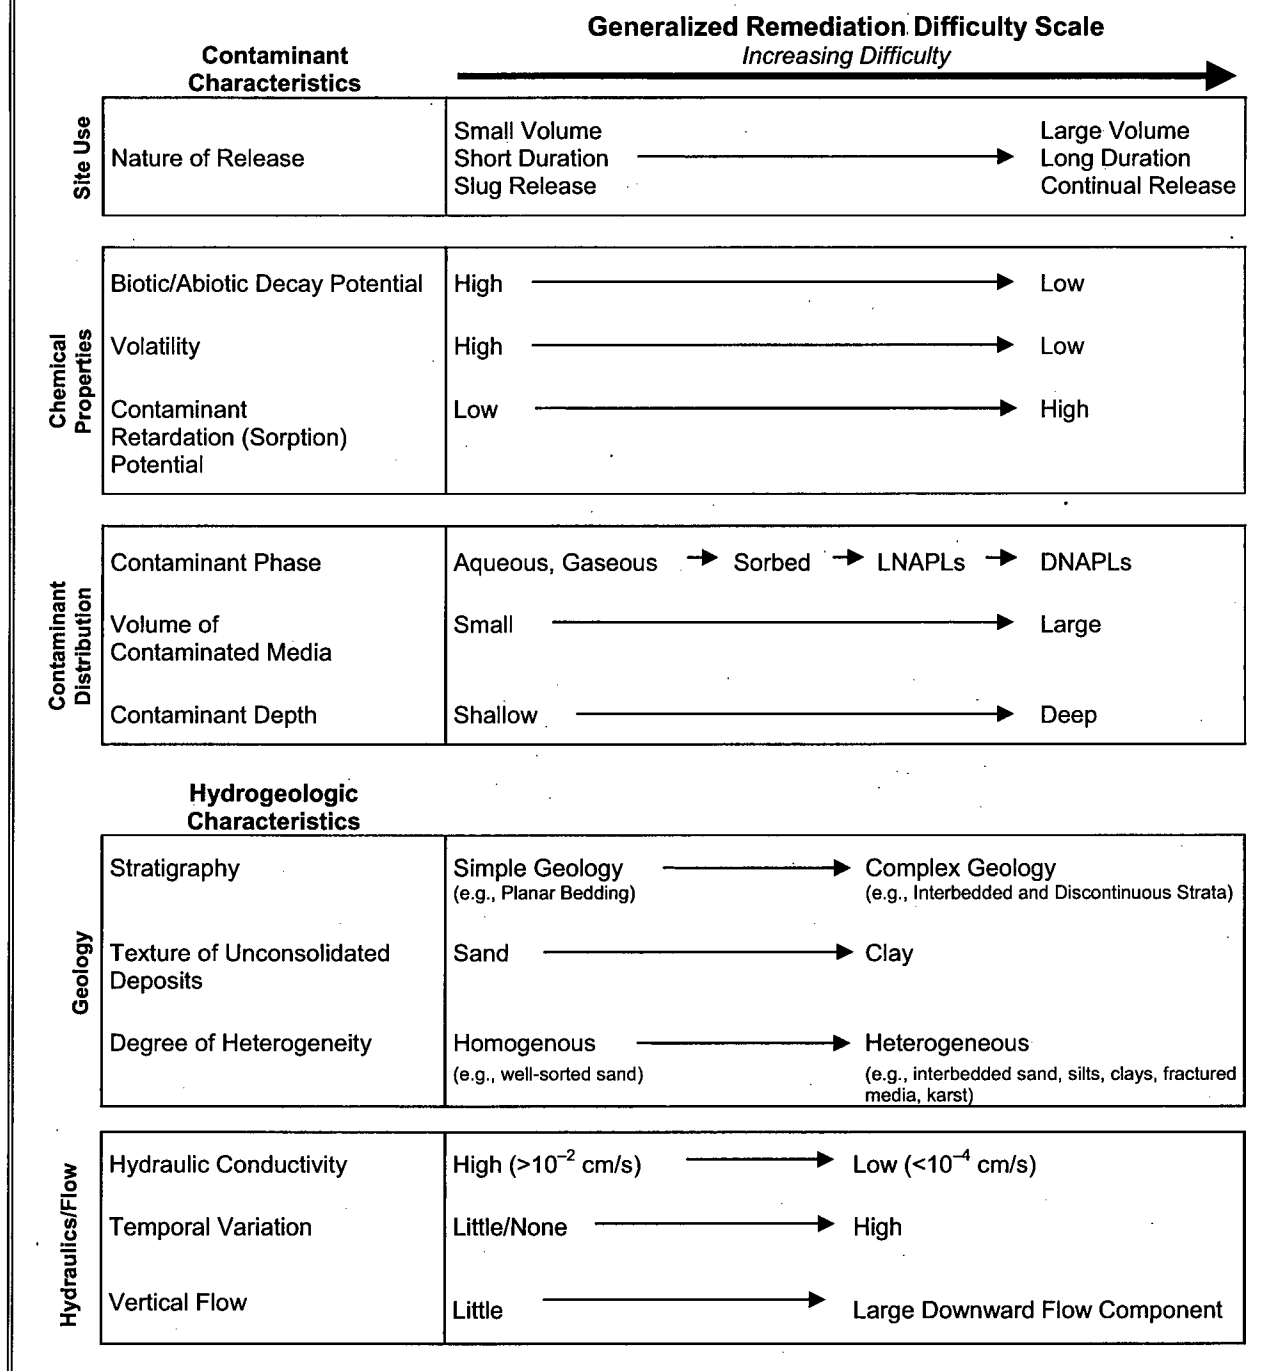 Generalized Remediation Difficulty Scale
Increasing Difficulty
Contaminant
Characteristics
Site Use
Nature of Release
Small Volume
Short Duration
Slug Release
Large Volume
Long Duration
Continual Release
Chemical
Properties
Biotic/Abiotic Decay Potential
High
Low
Volatility
High
Low
Contaminant
Retardation (Sorption)
Potential
Low
High
Contaminant
Distribution
Contaminant Phase
Aqueous, Gaseous
Sorbed
LNAPLs
DNAPLs
Volume of
Contaminated Media
Small
Large
Contaminant Depth
Shallow
Deep
Hydrogeologic
Characteristics
Geology
Stratigraphy
Simple Geology
(e.g., Planar Bedding)
Complex Geology
(e.g., Interbedded and Discontinuous Strata)
Texture of Unconsolidated
Deposits
Sand
Clay
Degree of Heterogeneity
Homogenous
(e.g., well-sorted sand)
Heterogeneous
(e.g., interbedded sand, silts, clays, fractured
media, karst)
Hydraulics/Flow
Hydraulic Conductivity
High (>10⁻² cm/s)
Low (<10⁻⁴ cm/s)
Temporal Variation
Little/None
High
Vertical Flow
Little
Large Downward Flow Component